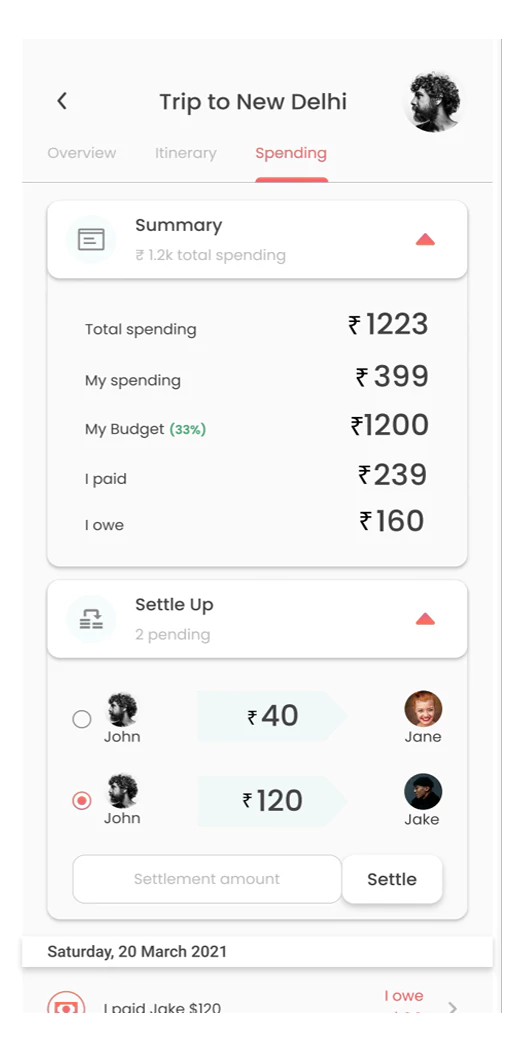 Trip to New Delhi
Overview Itinerary Spending
Summary
₹ 1.2k total spending
Total spending ₹ 1223
My spending ₹ 399
My Budget (33%) ₹1200
I paid ₹239
I owe ₹160
Settle Up
2 pending
₹ 40
John Jane
₹ 120
John Jake
Settlement amount Settle
Saturday, 20 March 2021
I owe
I paid Jake $120